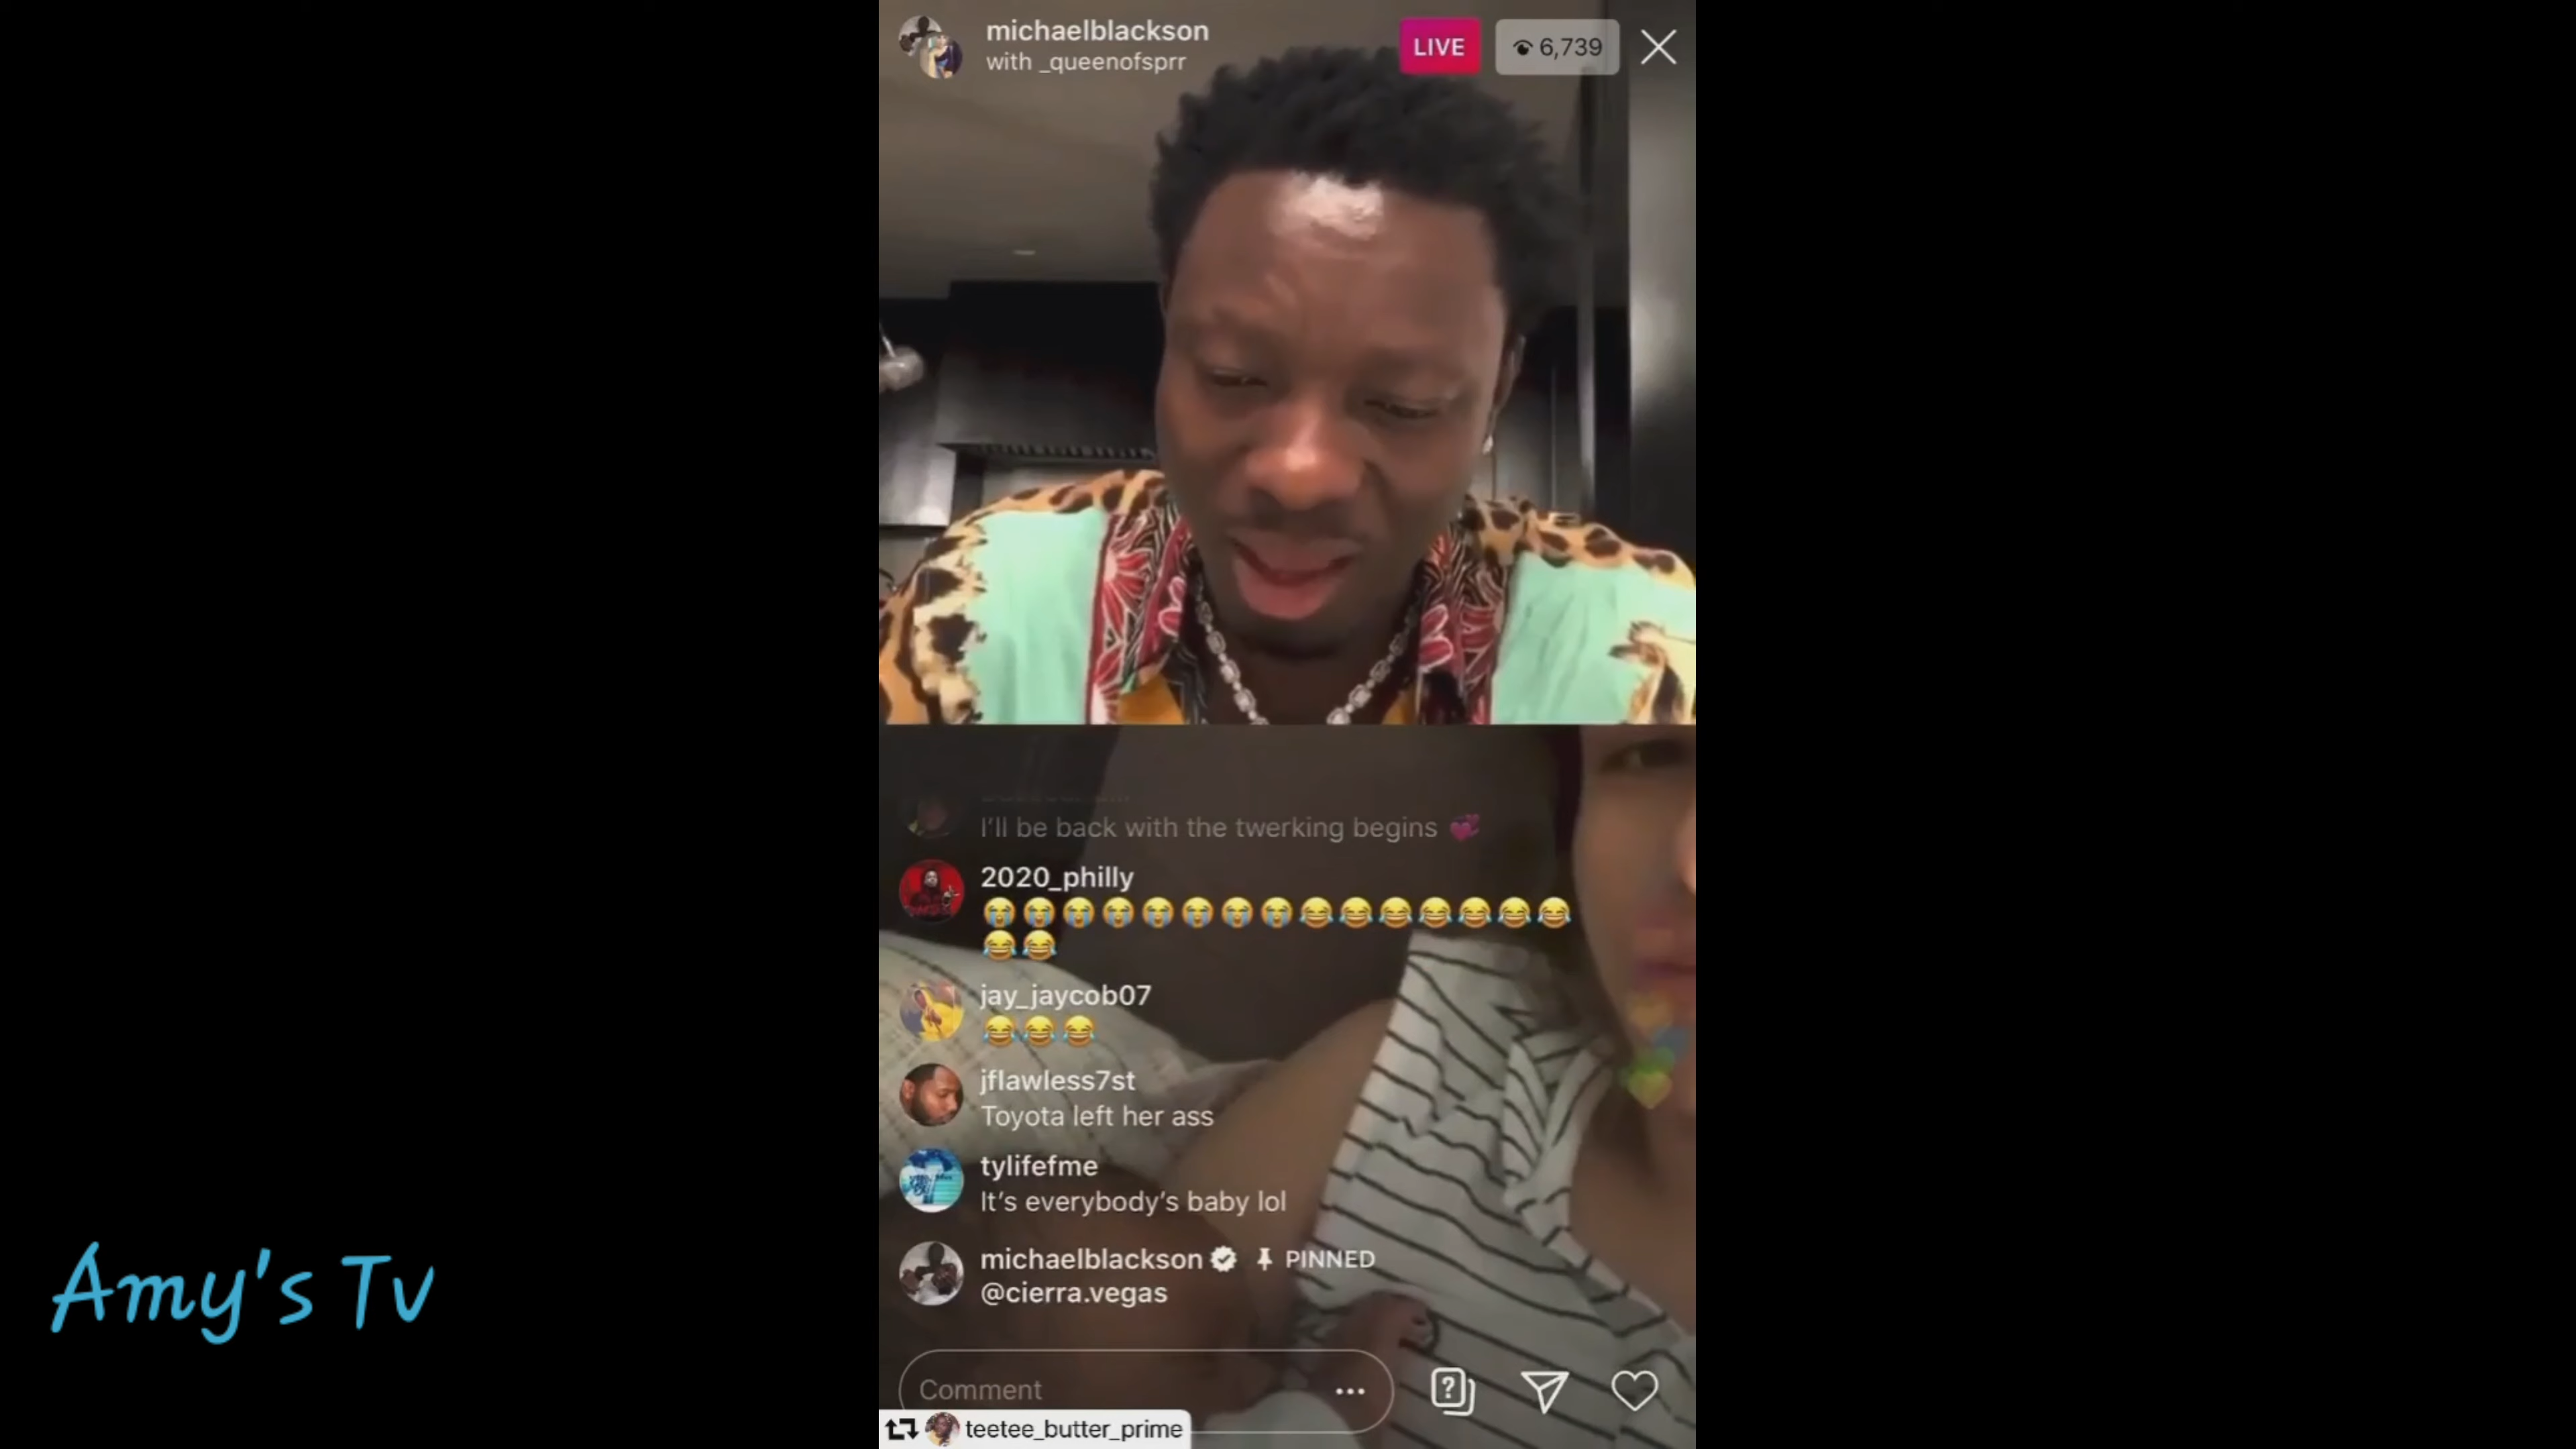 michaelblackson
with _queenofsprr
LIVE
6,739
I'll be back with the twerking begins
2020_philly
jay_jaycob07
jflawless7st
Toyota left her ass
tylifefme
It's everybody's baby lol
michaelblackson PINNED
@cierra.vegas
Comment
teetee_butter_prime
Amy's Tv